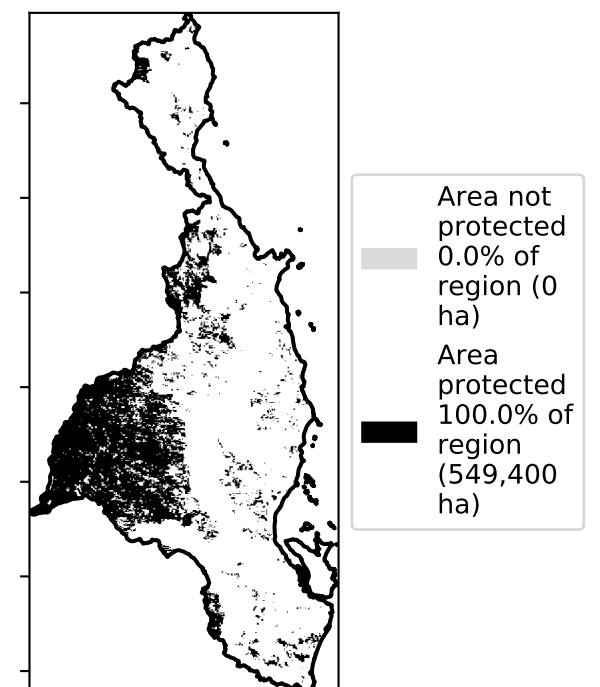 Area not
protected
0.0% of
region (0
ha)
Area
protected
100.0% of
region
(549,400
ha)